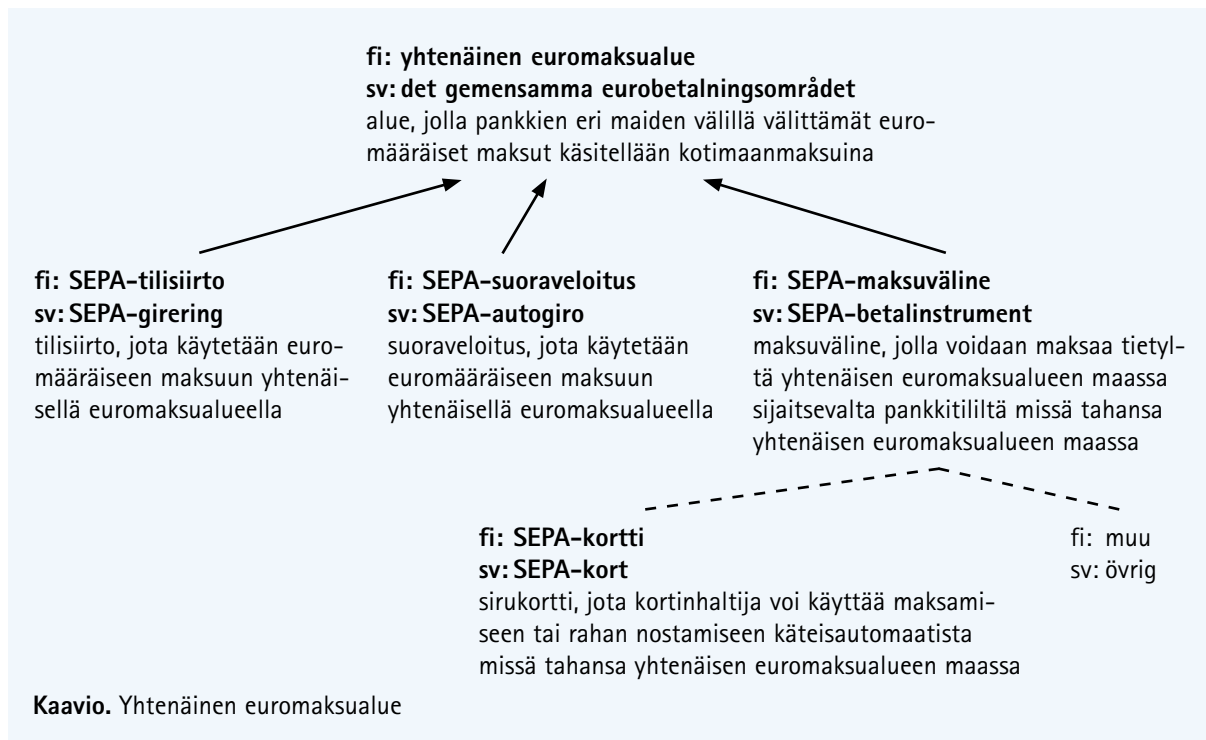 fi: yhtenäinen euromaksualue
sv: det gemensamma eurobetalningsområdet
alue, jolla pankkien eri maiden välillä välittämät euro-
määräiset maksut käsitellään kotimaanmaksuina
fi: SEPA-tilisiirto
sv: SEPA-girering
tilisiirto, jota käytetään euro-
määräiseen maksuun yhtenäi-
sellä euromaksualueella
fi: SEPA-suoraveloitus
sv: SEPA-autogiro
suoraveloitus, jota käytetään
euromääräiseen maksuun
yhtenäisellä euromaksualueella
fi: SEPA-maksuväline
sv: SEPA-betalinstrument
maksuväline, jolla voidaan maksaa tietyl-
tä yhtenäisen euromaksualueen maassa
sijaitsevalta pankkitililtä missä tahansa
yhtenäisen euromaksualueen maassa
fi: SEPA-kortti
sv: SEPA-kort
sirukortti, jota kortinhaltija voi käyttää maksami-
seen tai rahan nostamiseen käteisautomaatista
missä tahansa yhtenäisen euromaksualueen maassa
fi: muu
sv: övrig
Kaavio. Yhtenäinen euromaksualue